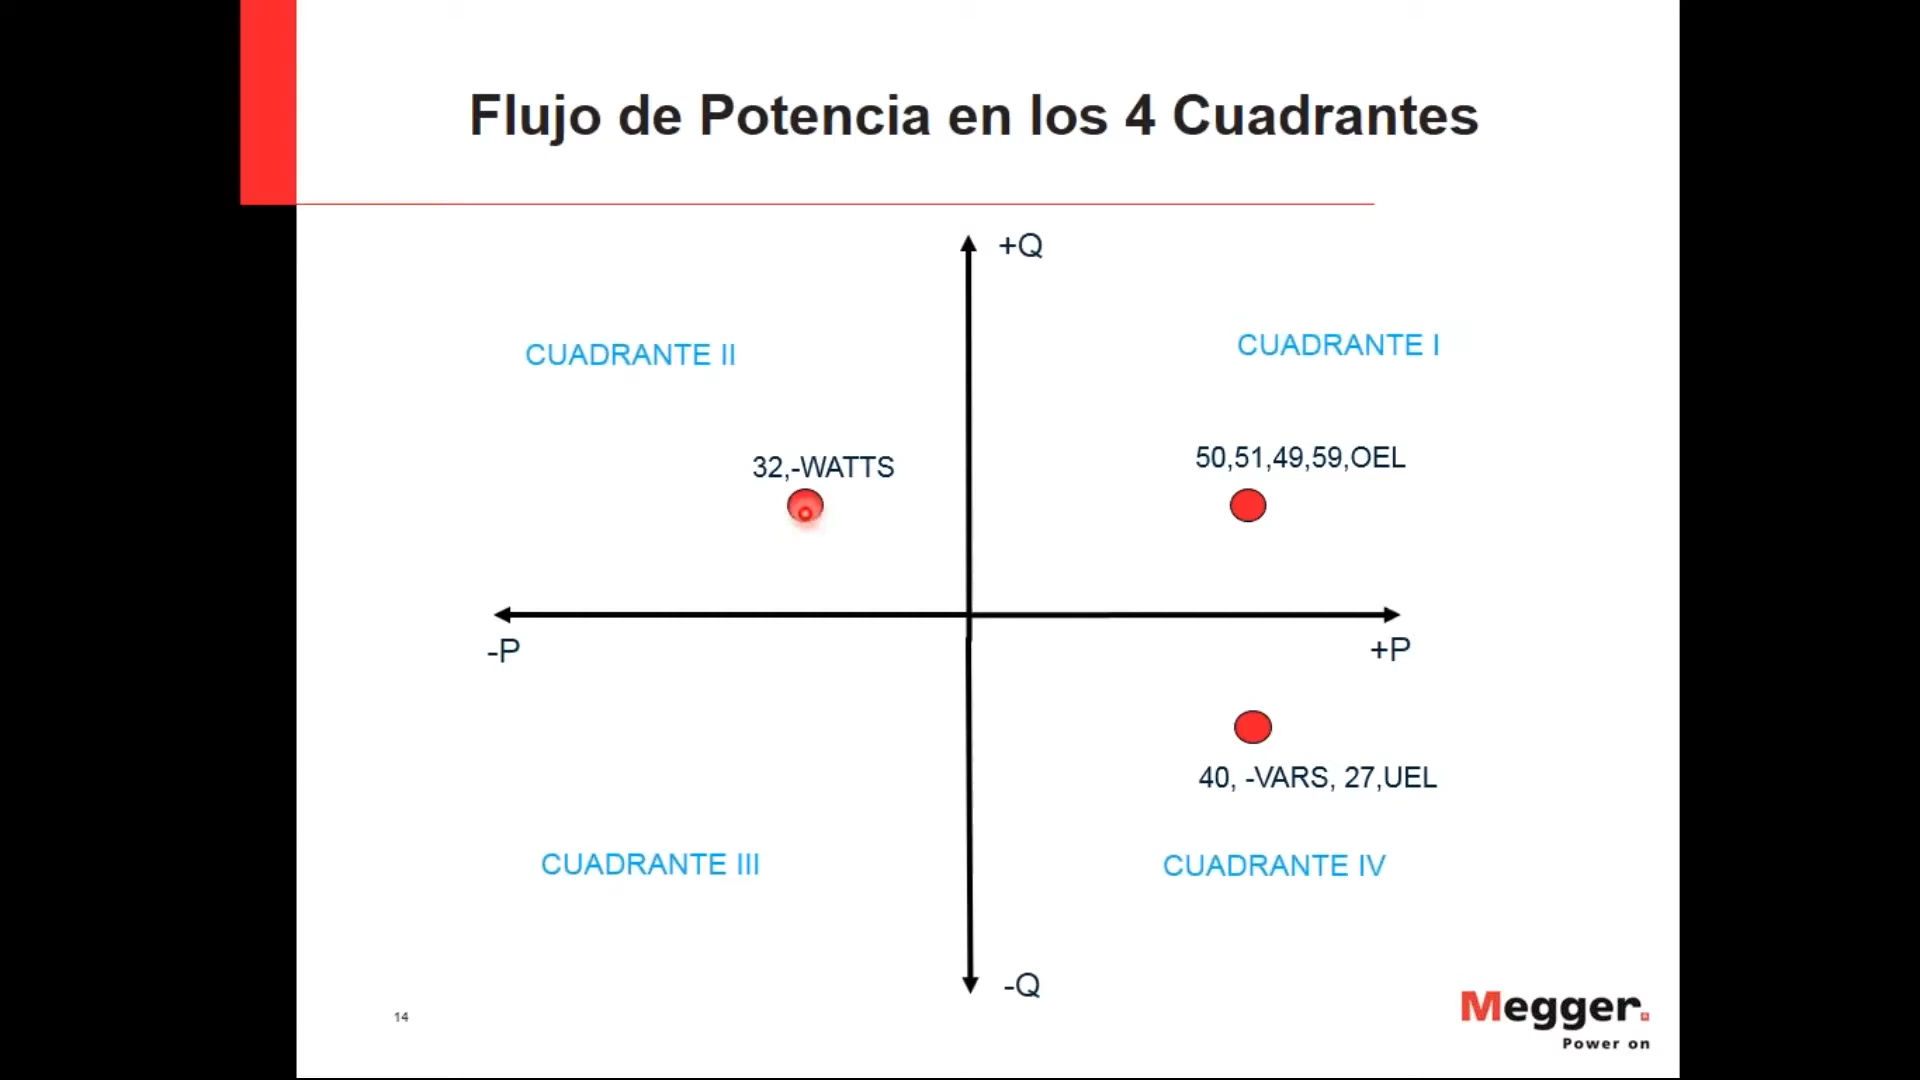 Flujo de Potencia en los 4 Cuadrantes
+Q
CUADRANTE II
CUADRANTE I
32,-WATTS
50,51,49,59,OEL
-P
+P
40, -VARS, 27,UEL
CUADRANTE III
CUADRANTE IV
-Q
14
Megger.
Power on